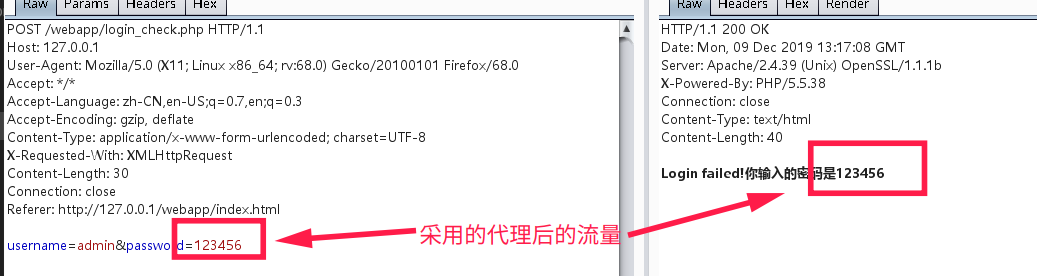 Raw Params Headers Hex
POST /webapp/login_check.php HTTP/1.1
Host: 127.0.0.1
User-Agent: Mozilla/5.0 (X11; Linux x86_64; rv:68.0) Gecko/20100101 Firefox/68.0
Accept: */*
Accept-Language: zh-CN,en-US;q=0.7,en;q=0.3
Accept-Encoding: gzip, deflate
Content-Type: application/x-www-form-urlencoded; charset=UTF-8
X-Requested-With: XMLHttpRequest
Content-Length: 30
Connection: close
Referer: http://127.0.0.1/webapp/index.html
username=admin&password=123456
采用的代理后的流量
Raw Headers Hex Render
HTTP/1.1 200 OK
Date: Mon, 09 Dec 2019 13:17:08 GMT
Server: Apache/2.4.39 (Unix) OpenSSL/1.1.1b
X-Powered-By: PHP/5.5.38
Connection: close
Content-Type: text/html
Content-Length: 40
Login failed!你输入的密码是123456